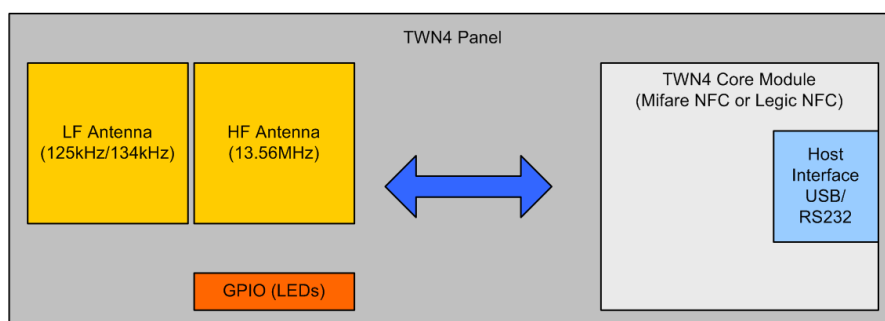 TWN4 Panel
LF Antenna
(125kHz/134kHz)
HF Antenna
(13.56MHz)
TWN4 Core Module
(Mifare NFC or Legic NFC)
Host
Interface
USB/
RS232
GPIO (LEDs)